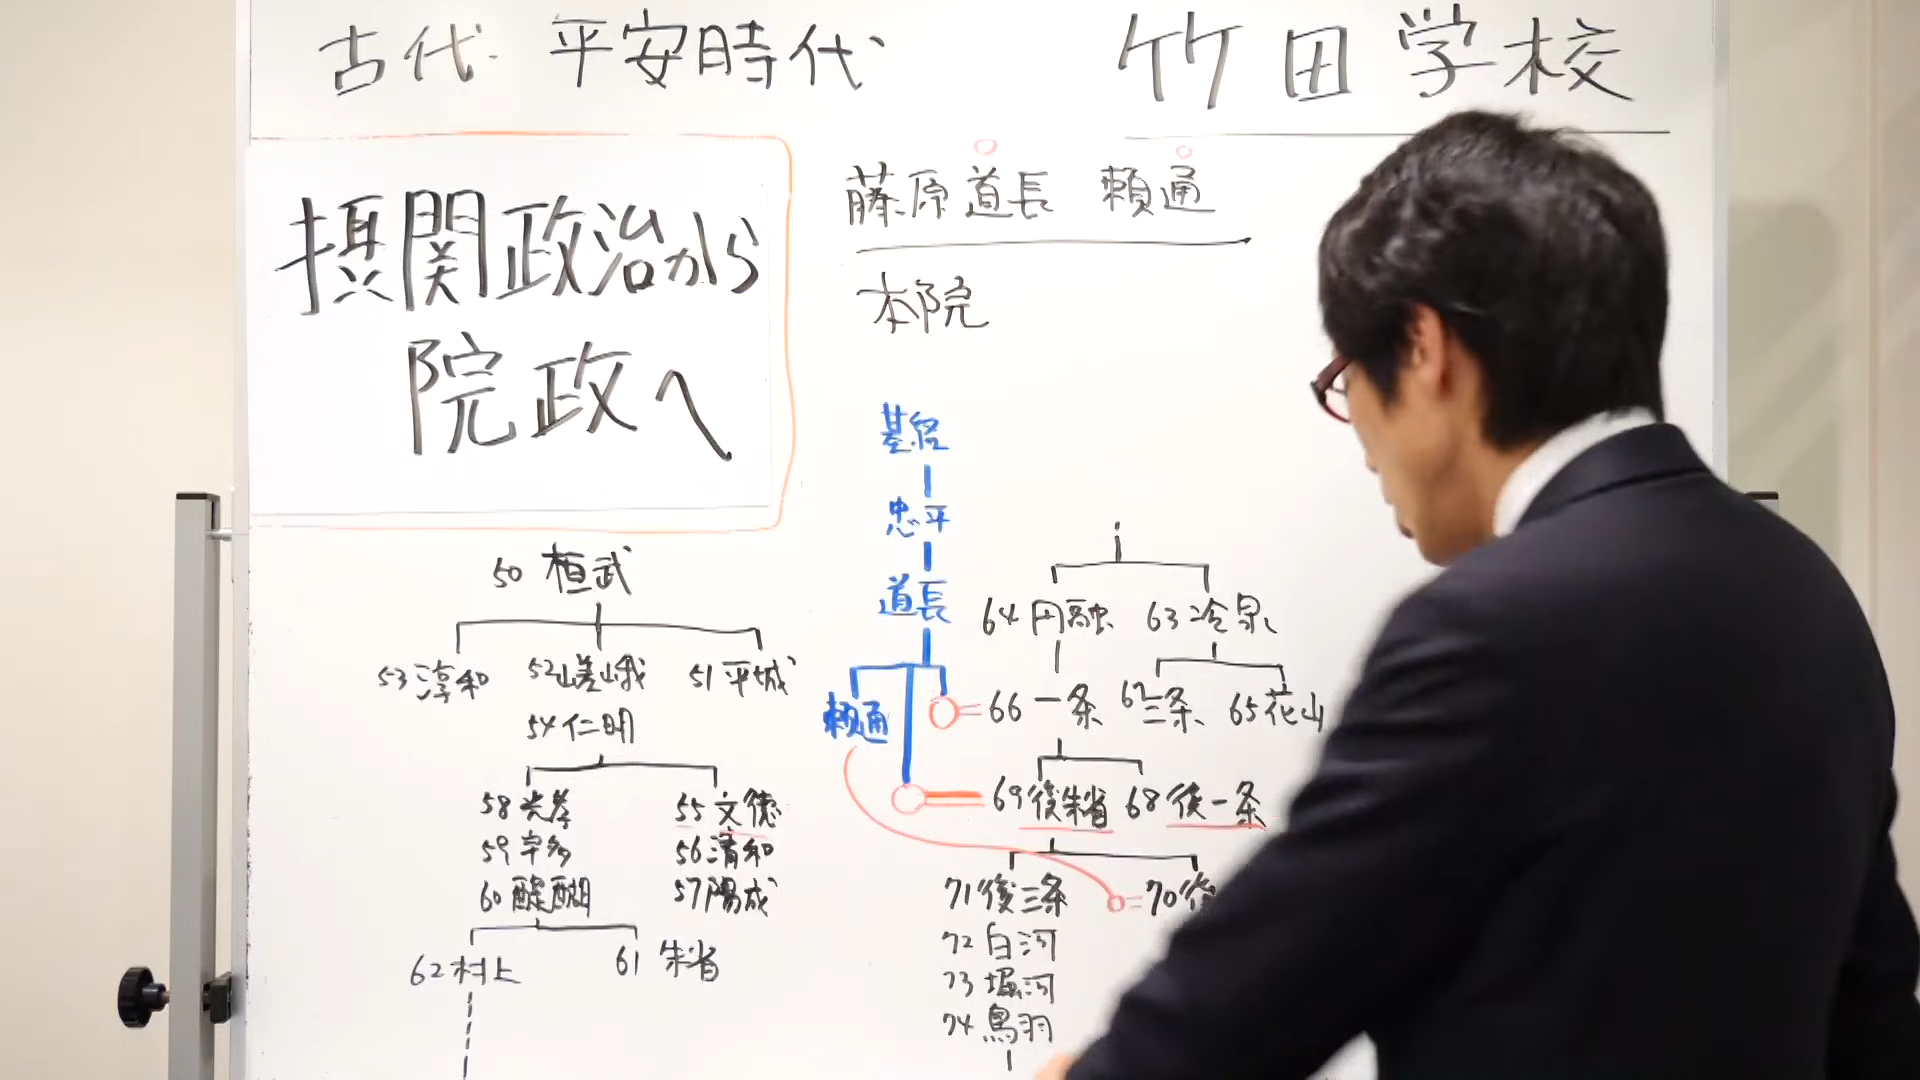 古代 平安時代
竹田学校
摂関政治から
院政へ
藤原道長 頼通
本院
基経
忠平
道長
頼通
50 桓武
53 淳和 52 嵯峨 51 平城
54 仁明
58 光孝 55 文徳
59 宇多 56 清和
60 醍醐 57 陽成
62 村上 61 朱雀
64 円融 63 冷泉
66 一条 67 三条 65 花山
69 後朱雀 68 後一条
71 後三条 70 後
72 白河
73 堀河
74 鳥羽